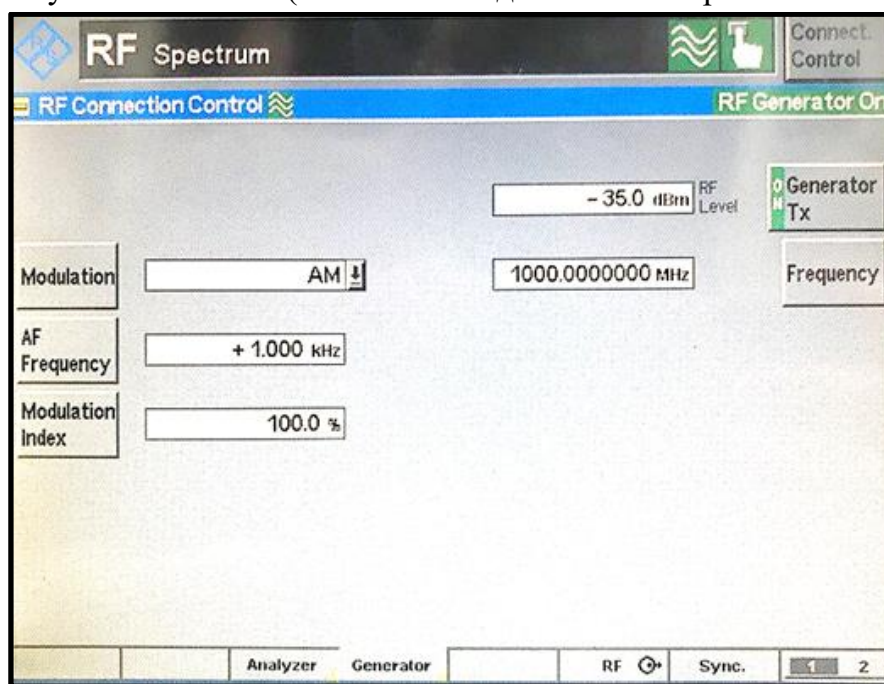 RF Spectrum
Connect.
Control
RF Connection Control
RF Generator On
- 35.0 dBm
RF
Level
ON
Generator
Tx
Modulation
AM
1000.0000000 MHz
Frequency
AF
Frequency
+ 1.000 kHz
Modulation
Index
100.0 %
Analyzer
Generator
RF
Sync.
1
2